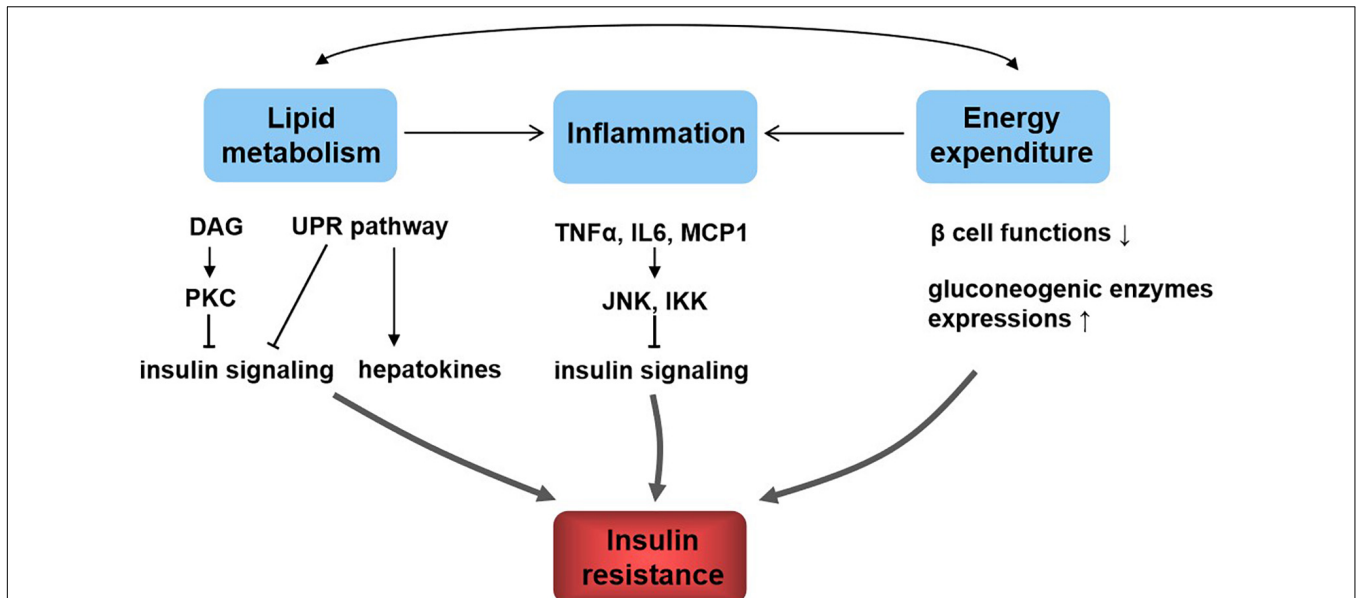 Lipid
metabolism
Inflammation
Energy
expenditure
DAG
UPR pathway
PKC
insulin signaling
hepatokines
TNFα, IL6, MCP1
JNK, IKK
insulin signaling
β cell functions ↓
gluconeogenic enzymes
expressions ↑
Insulin
resistance